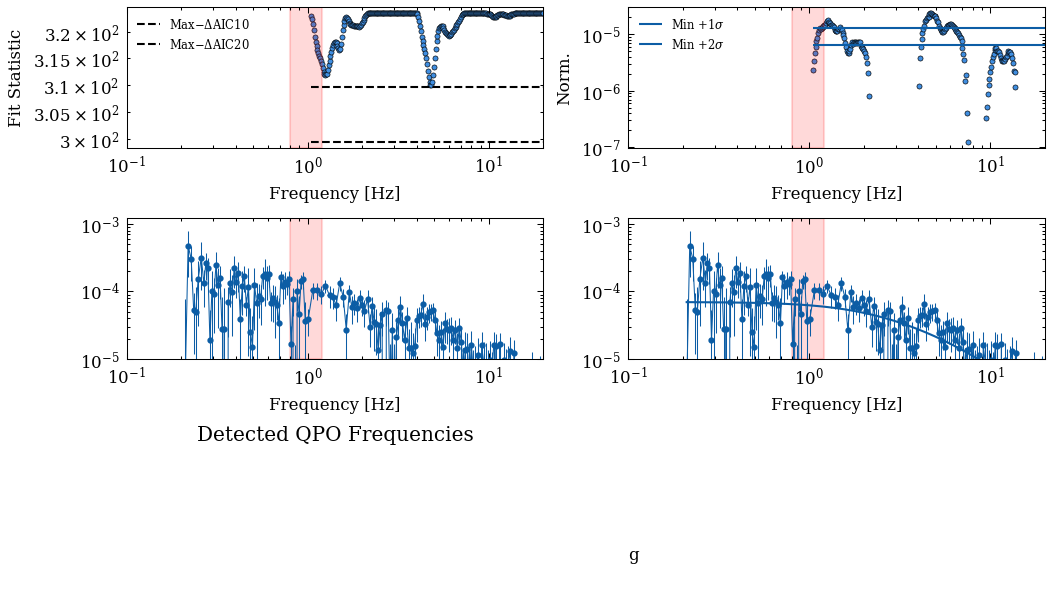 Fit Statistic
3.2 × 10²
3.15 × 10²
3.1 × 10²
3.05 × 10²
3 × 10²
Max−ΔAIC10
Max−ΔAIC20
10⁻¹ 10⁰ 10¹
Frequency [Hz]
Norm.
10⁻⁵
10⁻⁶
10⁻⁷
Min +1σ
Min +2σ
10⁻¹ 10⁰ 10¹
Frequency [Hz]
10⁻³
10⁻⁴
10⁻⁵
10⁻¹ 10⁰ 10¹
Frequency [Hz]
10⁻³
10⁻⁴
10⁻⁵
10⁻¹ 10⁰ 10¹
Frequency [Hz]
Detected QPO Frequencies
g